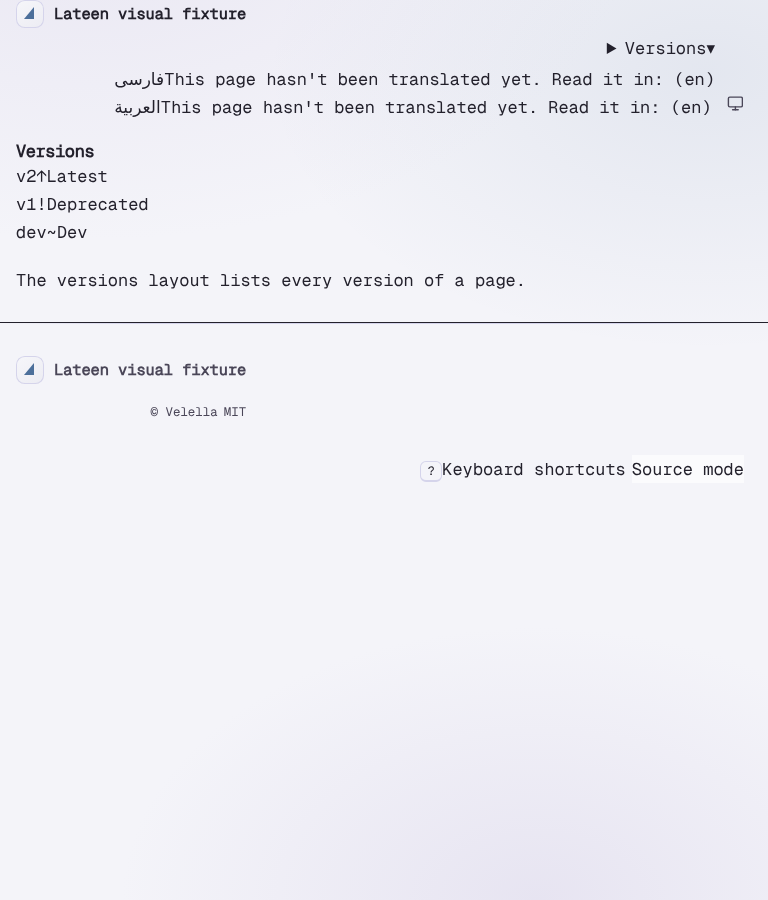 Lateen visual fixture
▶ Versions▾
فارسیThis page hasn't been translated yet. Read it in: (en)
العربيةThis page hasn't been translated yet. Read it in: (en)
Versions
v2↑Latest
v1!Deprecated
dev~Dev
The versions layout lists every version of a page.
Lateen visual fixture
© Velella MIT
?Keyboard shortcuts Source mode